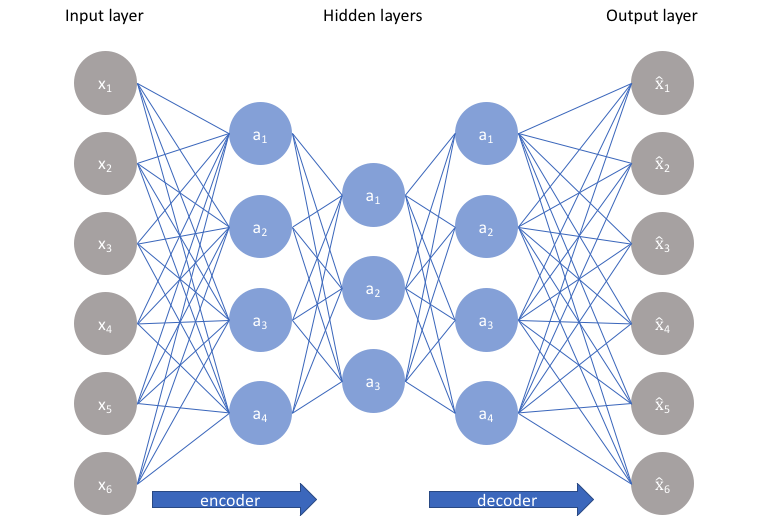 Input layer
Hidden layers
Output layer
x₁
x₂
x₃
x₄
x₅
x₆
a₁
a₂
a₃
a₄
a₁
a₂
a₃
a₁
a₂
a₃
a₄
x̂₁
x̂₂
x̂₃
x̂₄
x̂₅
x̂₆
encoder
decoder